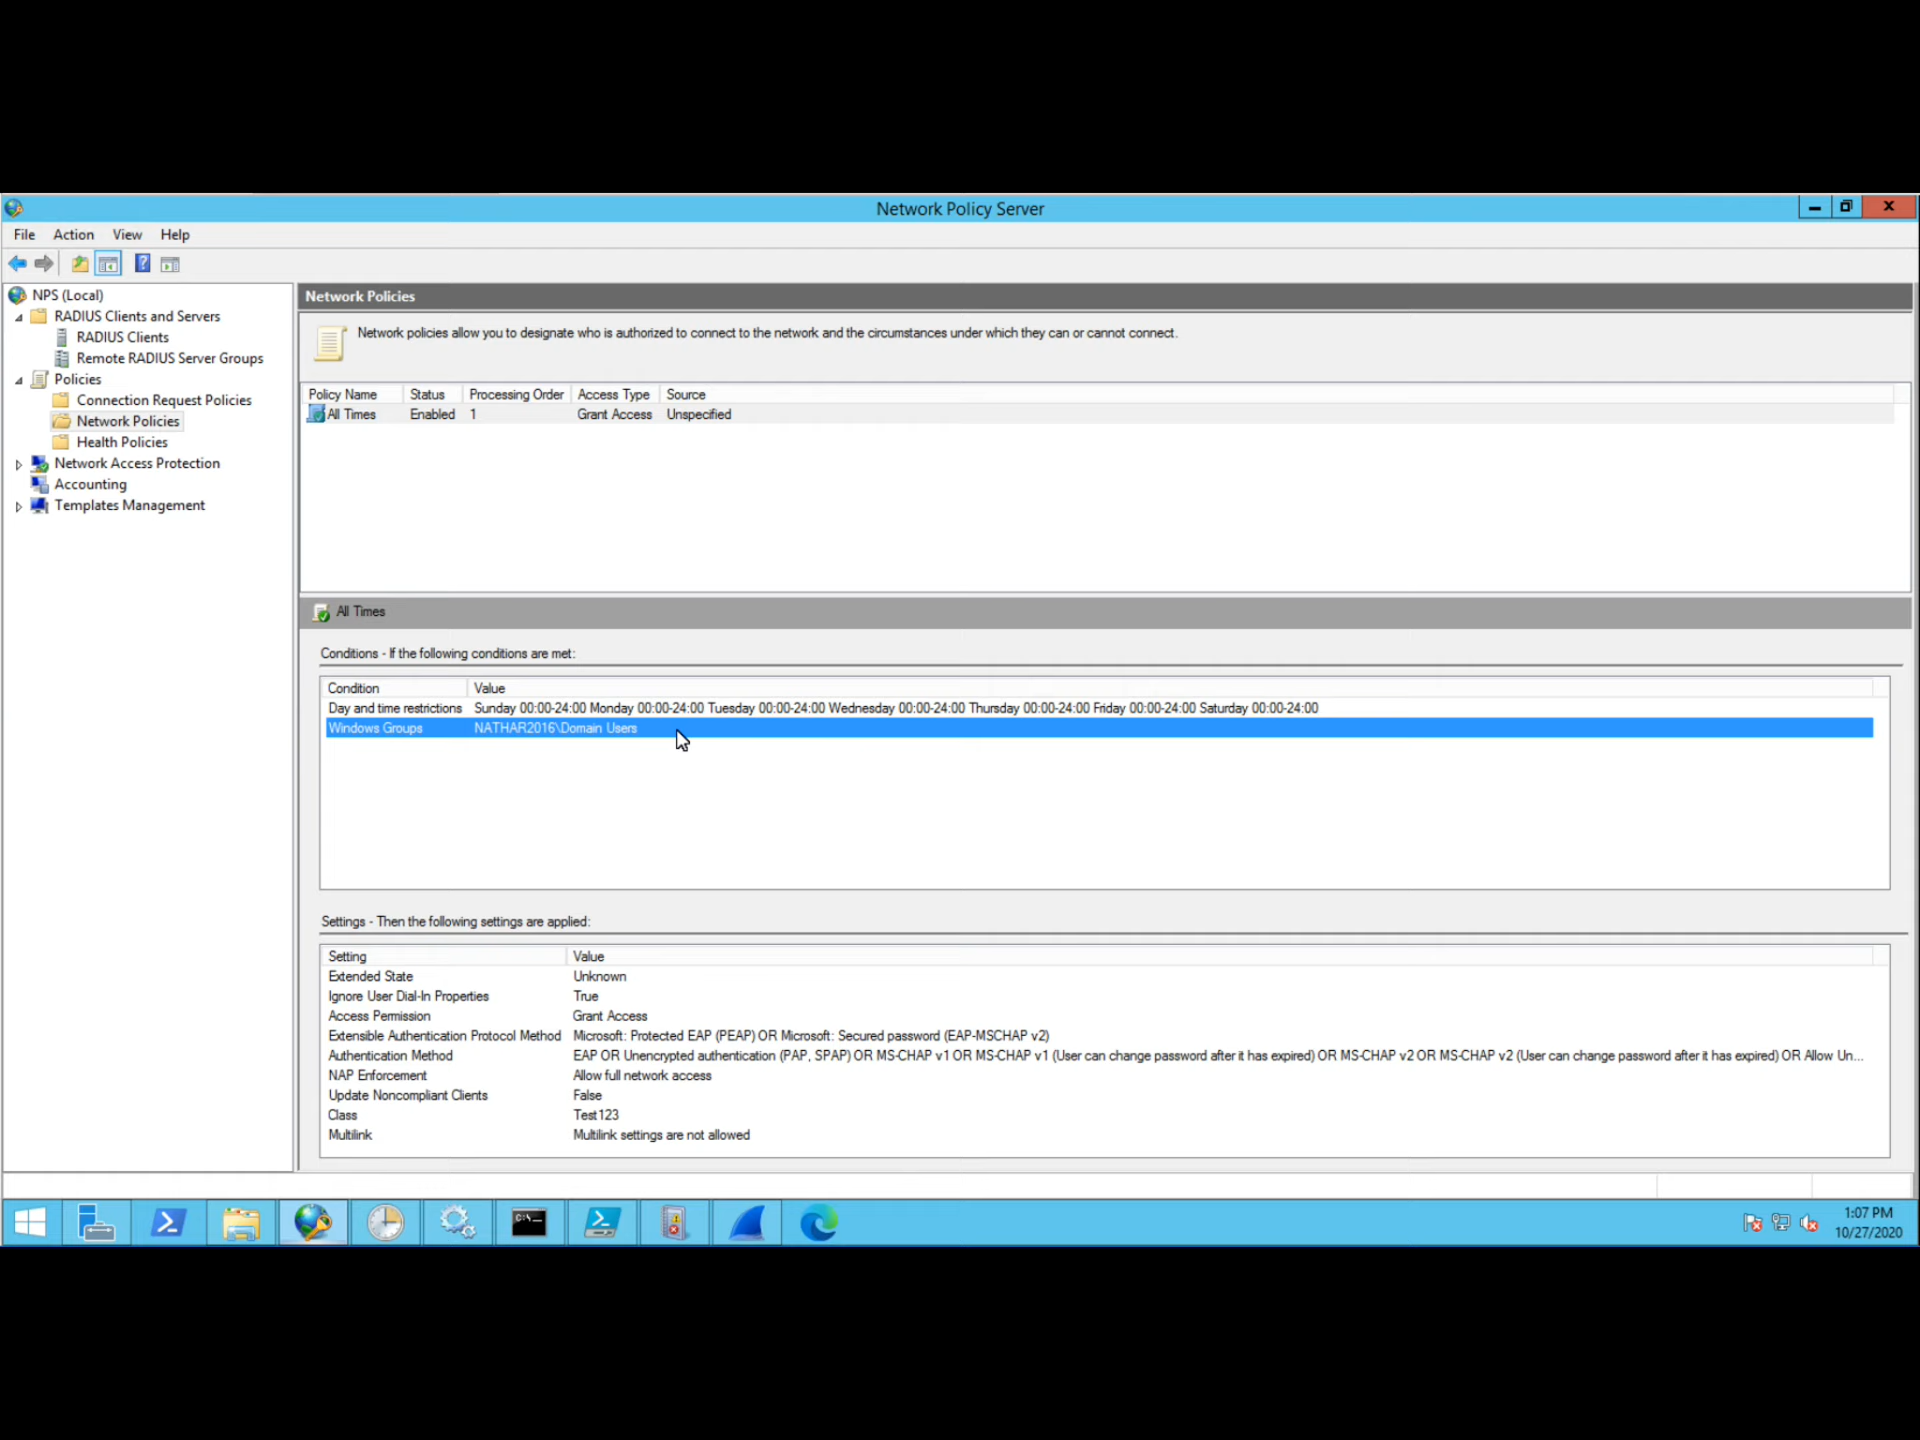 Network Policy Server
File Action View Help
NPS (Local)
RADIUS Clients and Servers
RADIUS Clients
Remote RADIUS Server Groups
Policies
Connection Request Policies
Network Policies
Health Policies
Network Access Protection
Accounting
Templates Management
Network Policies
Network policies allow you to designate who is authorized to connect to the network and the circumstances under which they can or cannot connect.
Policy Name Status Processing Order Access Type Source
All Times Enabled 1 Grant Access Unspecified
All Times
Conditions - If the following conditions are met:
Condition Value
Day and time restrictions Sunday 00:00-24:00 Monday 00:00-24:00 Tuesday 00:00-24:00 Wednesday 00:00-24:00 Thursday 00:00-24:00 Friday 00:00-24:00 Saturday 00:00-24:00
Windows Groups NATHAR2016\Domain Users
Settings - Then the following settings are applied:
Setting Value
Extended State Unknown
Ignore User Dial-In Properties True
Access Permission Grant Access
Extensible Authentication Protocol Method Microsoft: Protected EAP (PEAP) OR Microsoft: Secured password (EAP-MSCHAP v2)
Authentication Method EAP OR Unencrypted authentication (PAP, SPAP) OR MS-CHAP v1 OR MS-CHAP v1 (User can change password after it has expired) OR MS-CHAP v2 OR MS-CHAP v2 (User can change password after it has expired) OR Allow Un...
NAP Enforcement Allow full network access
Update Noncompliant Clients False
Class Test123
Multilink Multilink settings are not allowed
1:07 PM
10/27/2020